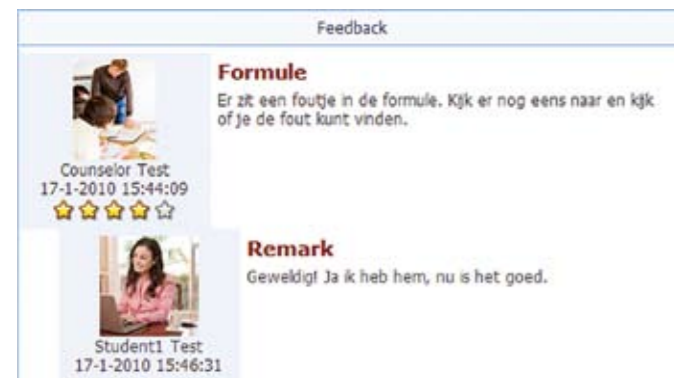 Feedback
Formule
Er zit een foutje in de formule. Kijk er nog eens naar en kijk
of je de fout kunt vinden.
Counselor Test
17-1-2010 15:44:09
Remark
Geweldig! Ja ik heb hem, nu is het goed.
Student1 Test
17-1-2010 15:46:31